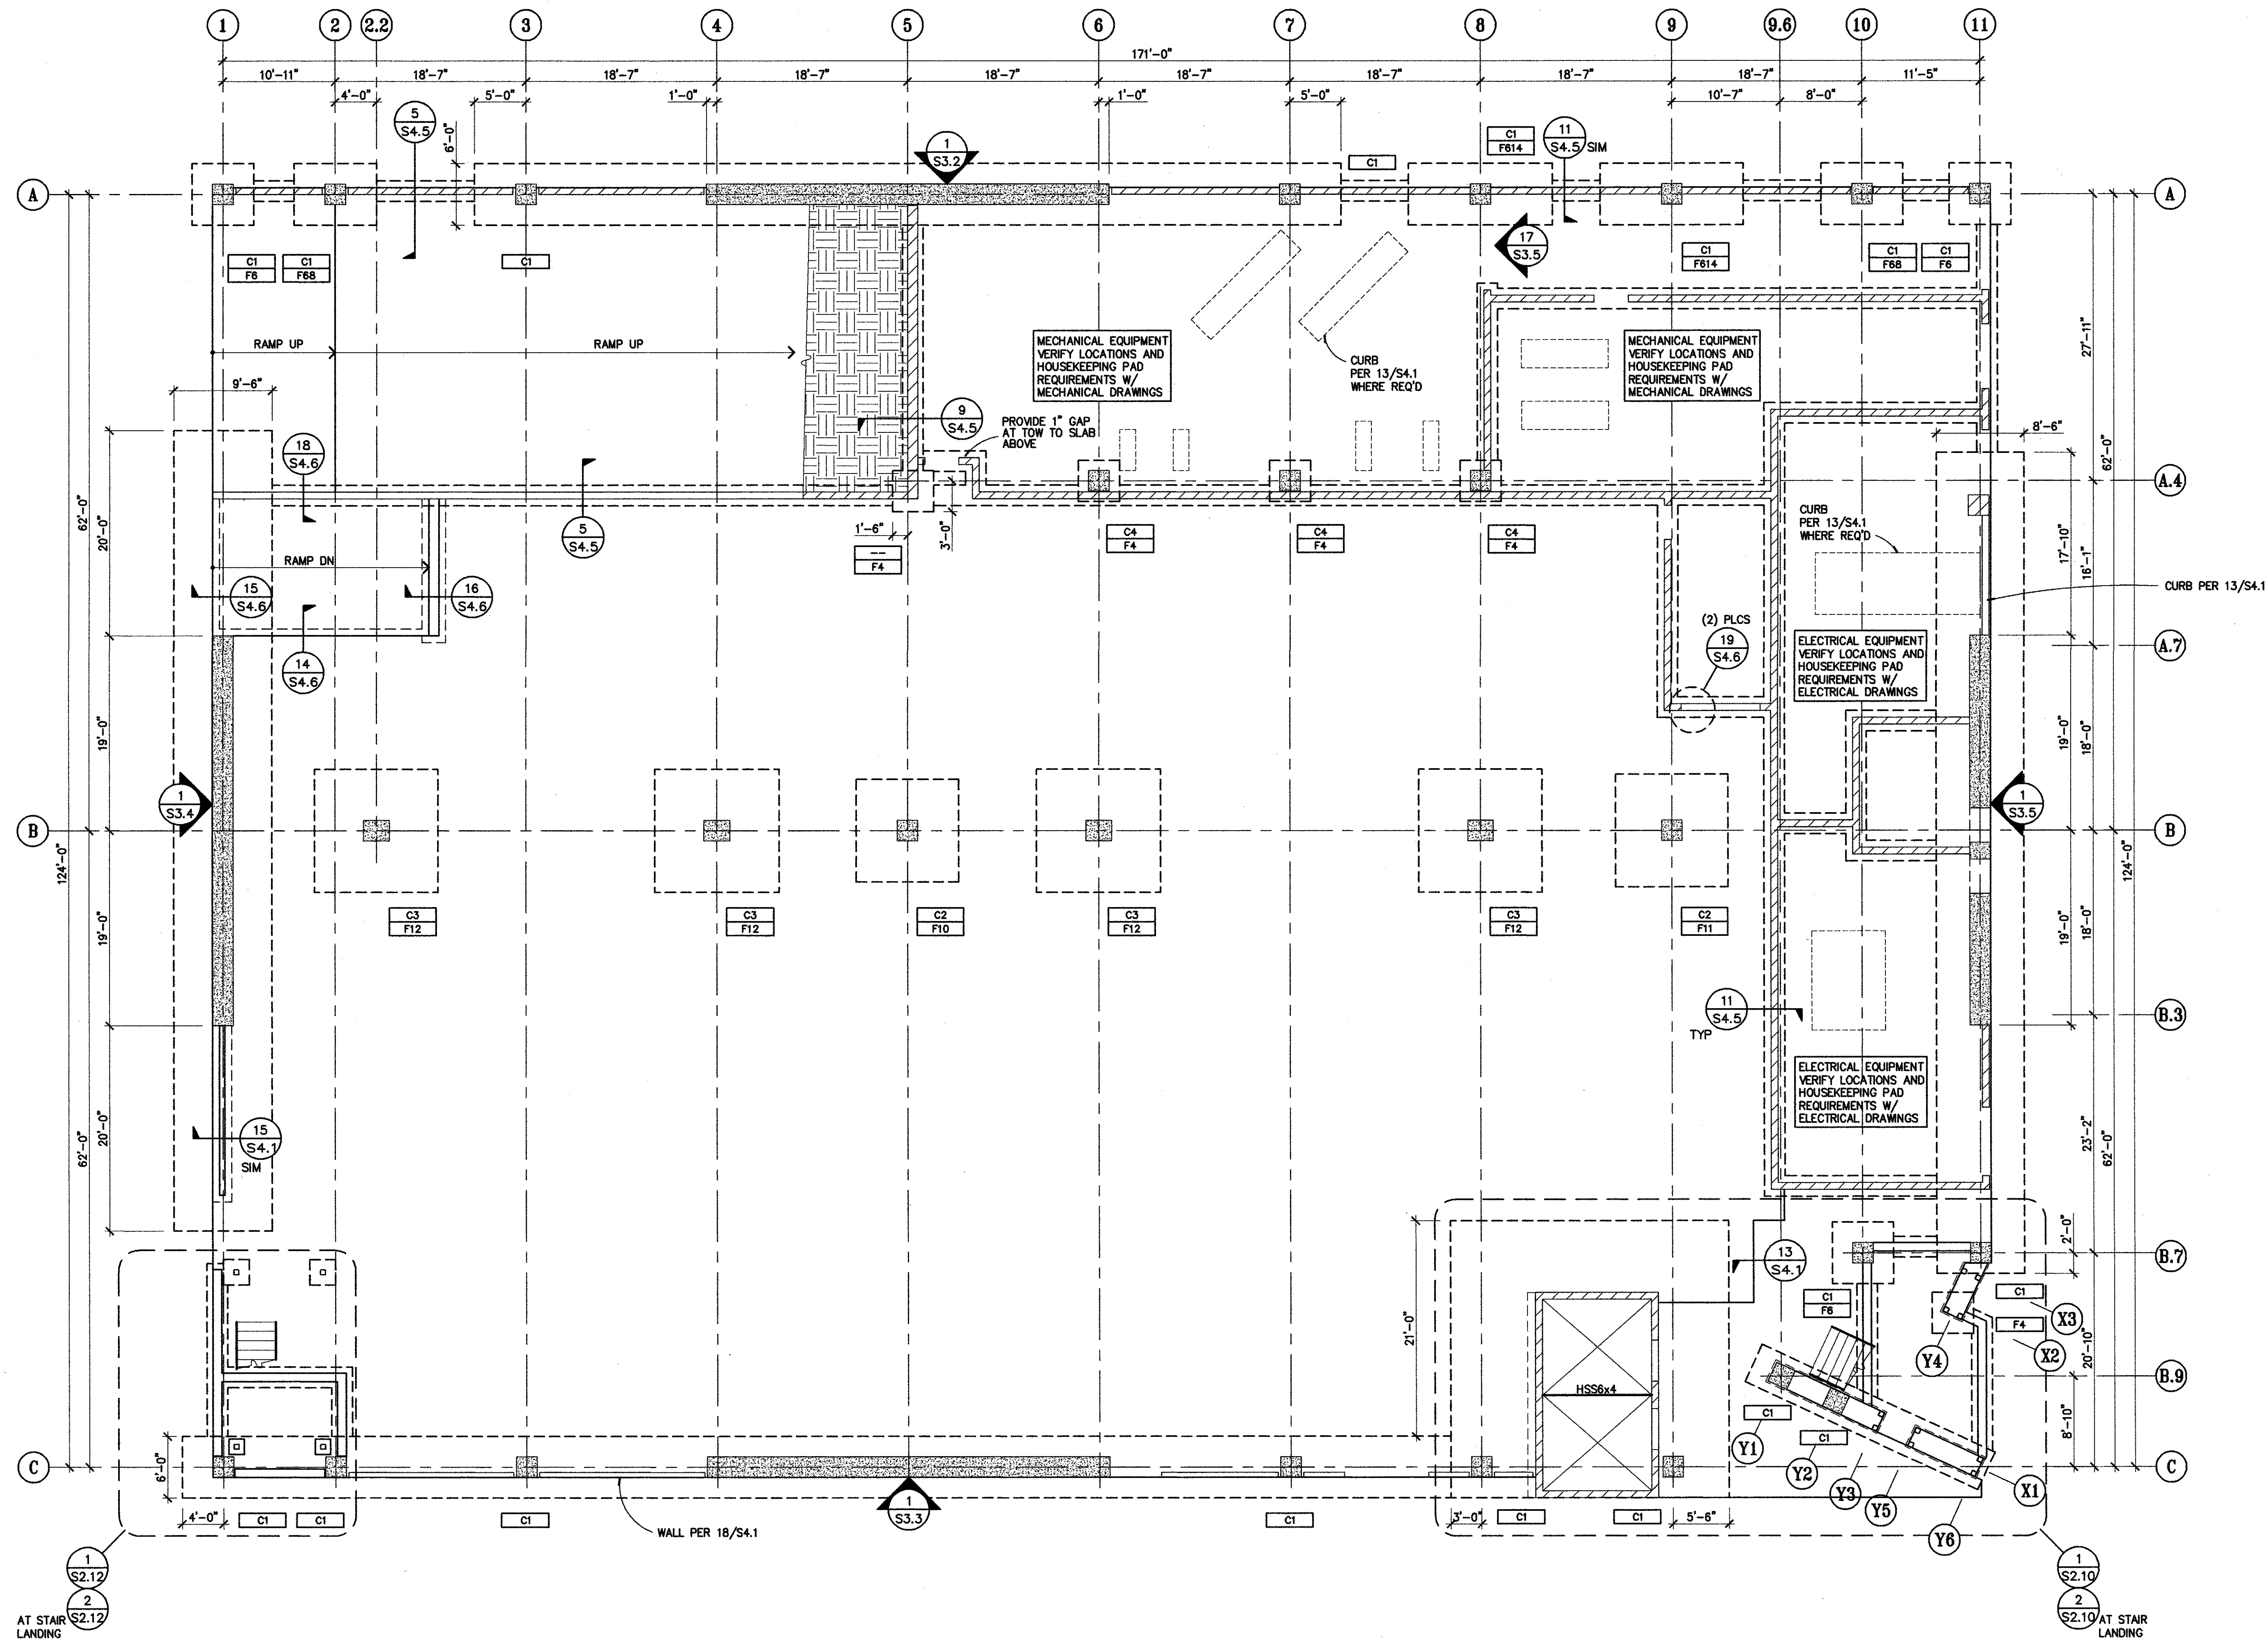 1 2 2.2 3 4 5 6 7 8 9 9.6 10 11
171'-0"
10'-11" 18'-7" 18'-7" 18'-7" 18'-7" 18'-7" 18'-7" 18'-7" 18'-7" 11'-5"
4'-0" 5'-0" 1'-0" 1'-0" 5'-0" 10'-7" 8'-0"
5
S4.5
6'-0"
1
S3.2
C1
C1
F614
11
S4.5 SIM
A A
C1
F6
C1
F68
C1
17
S3.5
C1
F614
C1
F68
C1
F6
27'-11"
RAMP UP
RAMP UP
MECHANICAL EQUIPMENT
VERIFY LOCATIONS AND
HOUSEKEEPING PAD
REQUIREMENTS W/
MECHANICAL DRAWINGS
CURB
PER 13/S4.1
WHERE REQ'D
MECHANICAL EQUIPMENT
VERIFY LOCATIONS AND
HOUSEKEEPING PAD
REQUIREMENTS W/
MECHANICAL DRAWINGS
9'-6"
9
S4.5
PROVIDE 1" GAP
AT TOW TO SLAB
ABOVE
8'-6"
18
S4.6
62'-0"
62'-0"
A.4
20'-0"
5
S4.5
1'-6"
3'-0"
--
F4
C4
F4
C4
F4
C4
F4
CURB
PER 13/S4.1
WHERE REQ'D
17'-10"
16'-1"
RAMP DN
15
S4.6
16
S4.6
CURB PER 13/S4.1
14
S4.6
(2) PLCS
19
S4.6
ELECTRICAL EQUIPMENT
VERIFY LOCATIONS AND
HOUSEKEEPING PAD
REQUIREMENTS W/
ELECTRICAL DRAWINGS
A.7
19'-0"
19'-0"
18'-0"
1
S3.4
1
S3.5
B B
124'-0"
124'-0"
C3
F12
C3
F12
C2
F10
C3
F12
C3
F12
C2
F11
19'-0"
19'-0"
18'-0"
11
S4.5
TYP
B.3
ELECTRICAL EQUIPMENT
VERIFY LOCATIONS AND
HOUSEKEEPING PAD
REQUIREMENTS W/
ELECTRICAL DRAWINGS
20'-0"
62'-0"
15
S4.1
SIM
23'-2"
62'-0"
2'-0"
21'-0"
13
S4.1
B.7
C1
F6
C1
F4
X3
X2
Y4
20'-10"
HSS6x4
B.9
C1
Y1
C1
Y2
Y3
Y5
Y6
X1
8'-10"
C C
6'-0"
4'-0"
C1
C1
C1
WALL PER 18/S4.1
1
S3.3
C1
3'-0"
C1
C1
5'-6"
1
S2.12
2
S2.12
AT STAIR
LANDING
1
S2.10
2
S2.10
AT STAIR
LANDING